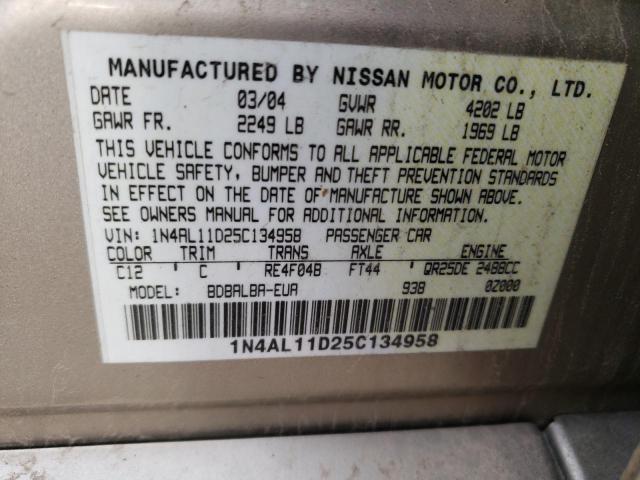 MANUFACTURED BY NISSAN MOTOR CO., LTD.
DATE 03/04 GVWR 4202 LB
GAWR FR. 2249 LB GAWR RR. 1969 LB
THIS VEHICLE CONFORMS TO ALL APPLICABLE FEDERAL MOTOR
VEHICLE SAFETY, BUMPER AND THEFT PREVENTION STANDARDS
IN EFFECT ON THE DATE OF MANUFACTURE SHOWN ABOVE.
SEE OWNERS MANUAL FOR ADDITIONAL INFORMATION.
VIN: 1N4AL11D25C134958 PASSENGER CAR
COLOR TRIM TRANS AXLE ENGINE
C12 C RE4F04B FT44 QR25DE 2488CC
MODEL: BDBALBA-EUA 938 0Z000
1N4AL11D25C134958